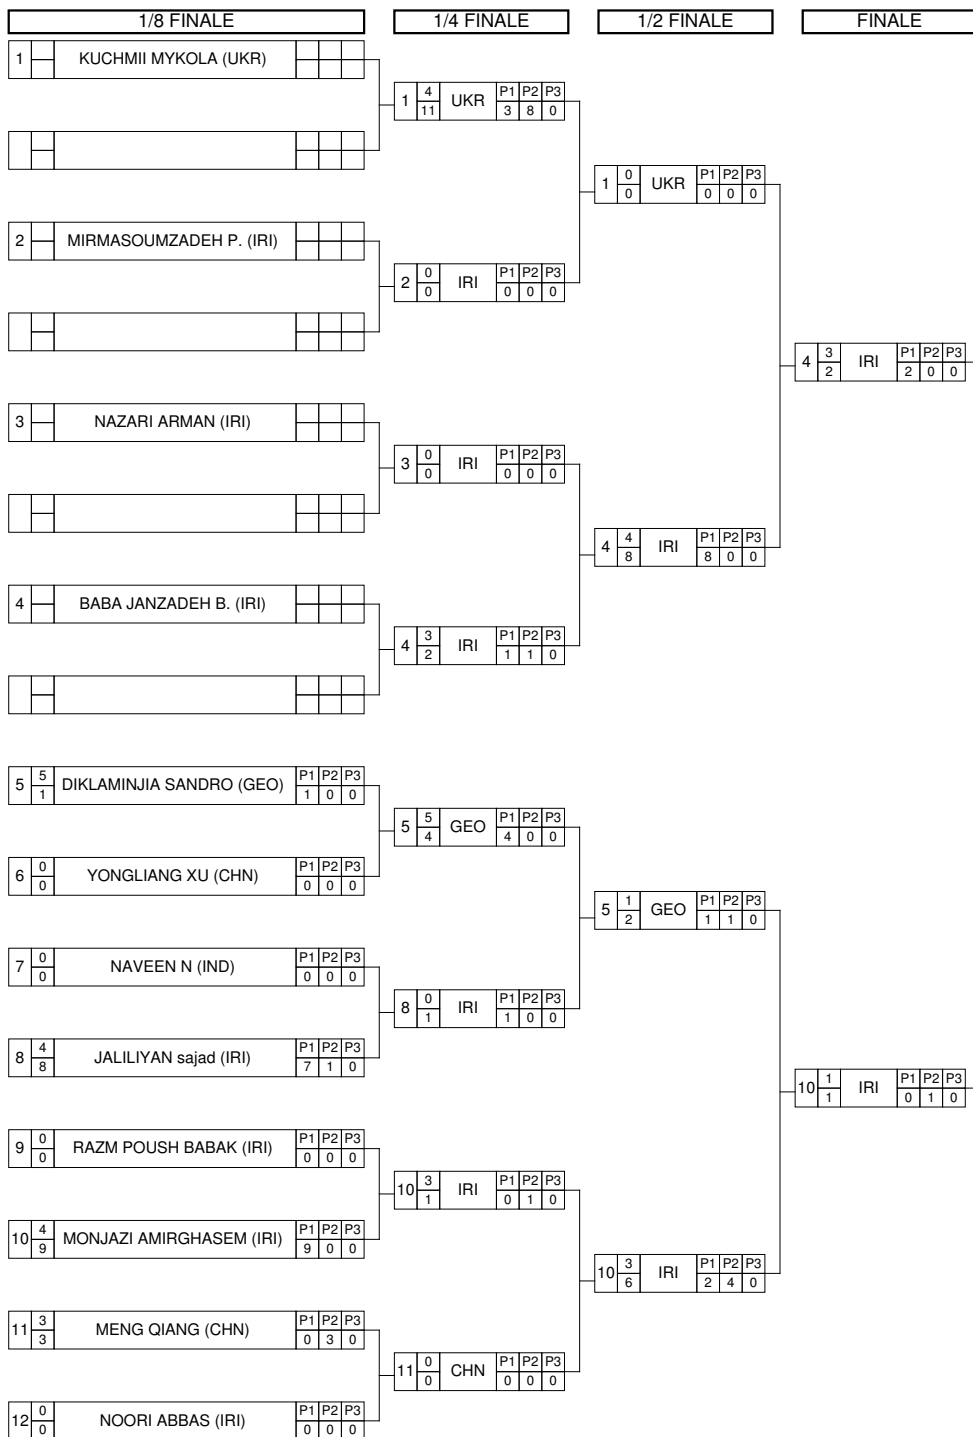 1/8 FINALE 1/4 FINALE 1/2 FINALE FINALE
1 KUCHMII MYKOLA (UKR)
1 4 11 UKR P1 P2 P3 3 8 0
1 0 0 UKR P1 P2 P3 0 0 0
2 MIRMASOUMZADEH P. (IRI)
2 0 0 IRI P1 P2 P3 0 0 0
4 3 2 IRI P1 P2 P3 2 0 0
3 NAZARI ARMAN (IRI)
3 0 0 IRI P1 P2 P3 0 0 0
4 4 8 IRI P1 P2 P3 8 0 0
4 BABA JANZADEH B. (IRI)
4 3 2 IRI P1 P2 P3 1 1 0
5 5 1 DIKLAMINJIA SANDRO (GEO) P1 P2 P3 1 0 0
5 5 4 GEO P1 P2 P3 4 0 0
6 0 0 YONGLIANG XU (CHN) P1 P2 P3 0 0 0
5 1 2 GEO P1 P2 P3 1 1 0
7 0 0 NAVEEN N (IND) P1 P2 P3 0 0 0
8 0 1 IRI P1 P2 P3 1 0 0
8 4 8 JALILIYAN sajad (IRI) P1 P2 P3 7 1 0
10 1 1 IRI P1 P2 P3 0 1 0
9 0 0 RAZM POUSH BABAK (IRI) P1 P2 P3 0 0 0
10 3 1 IRI P1 P2 P3 0 1 0
10 4 9 MONJAZI AMIRGHASEM (IRI) P1 P2 P3 9 0 0
10 3 6 IRI P1 P2 P3 2 4 0
11 3 3 MENG QIANG (CHN) P1 P2 P3 0 3 0
11 0 0 CHN P1 P2 P3 0 0 0
12 0 0 NOORI ABBAS (IRI) P1 P2 P3 0 0 0